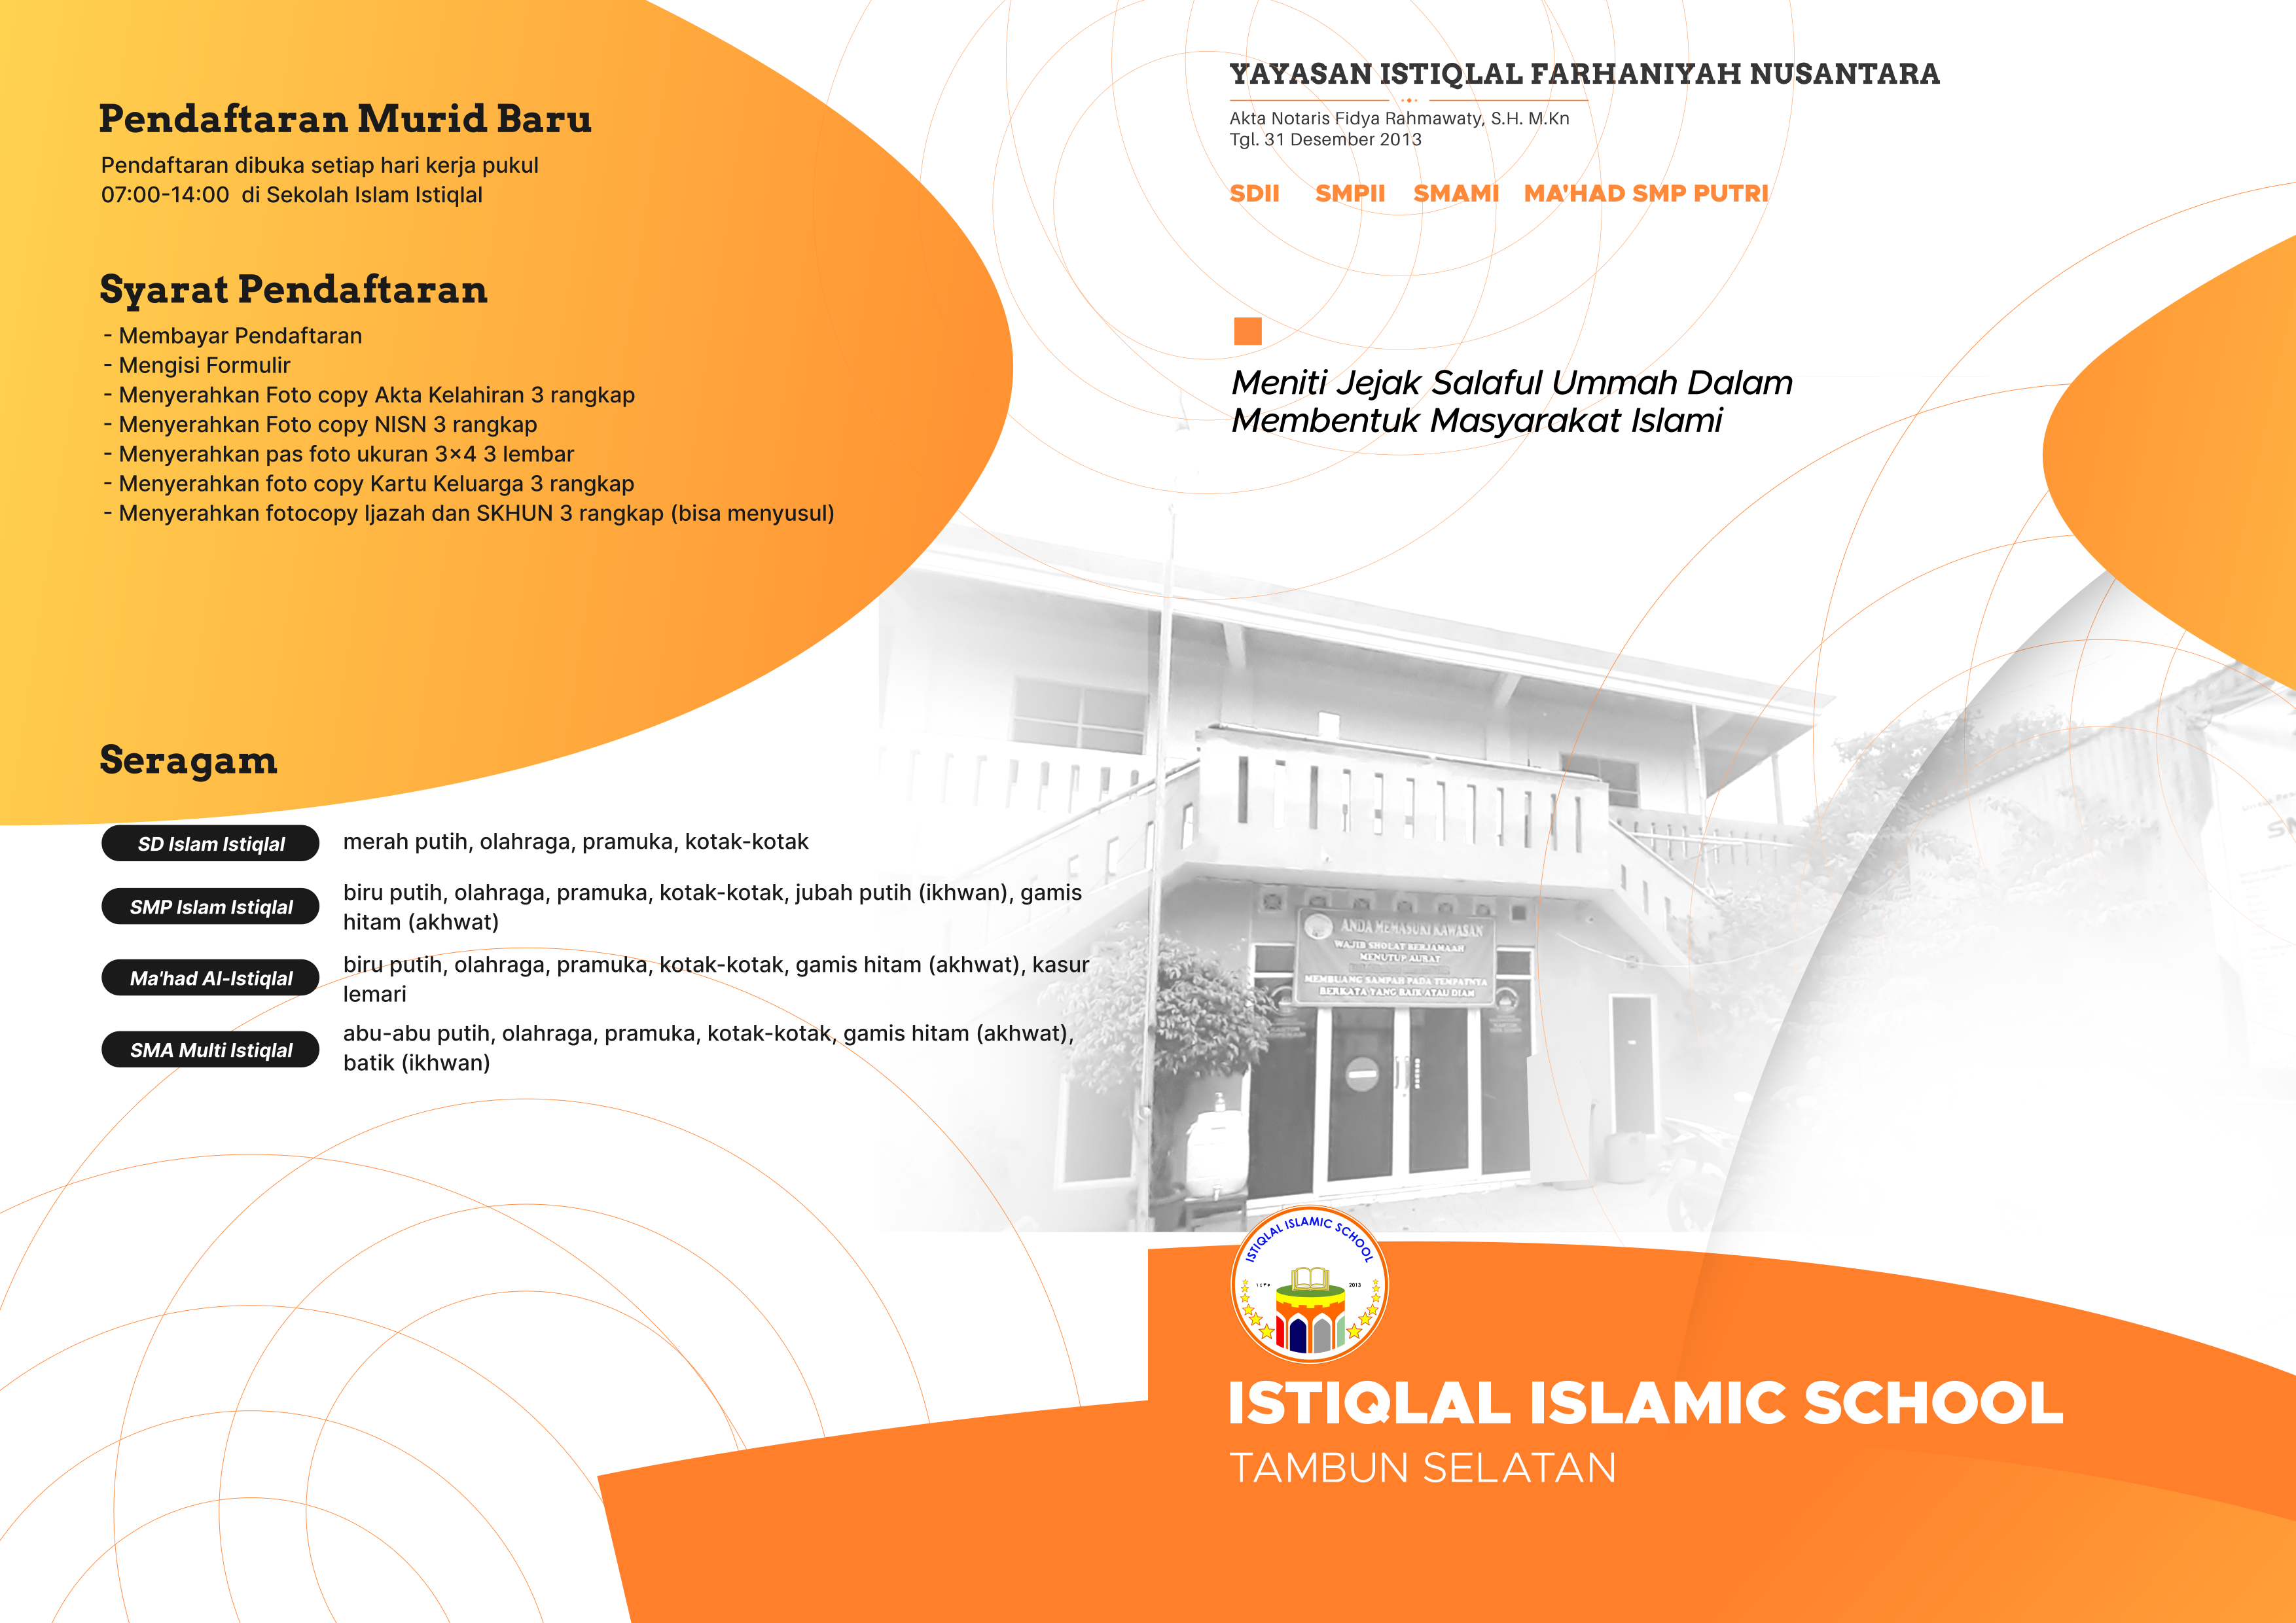 Pendaftaran Murid Baru
Pendaftaran dibuka setiap hari kerja pukul
07:00-14:00  di Sekolah Islam Istiqlal
Syarat Pendaftaran
- Membayar Pendaftaran
- Mengisi Formulir
- Menyerahkan Foto copy Akta Kelahiran 3 rangkap
- Menyerahkan Foto copy NISN 3 rangkap
- Menyerahkan pas foto ukuran 3×4 3 lembar
- Menyerahkan foto copy Kartu Keluarga 3 rangkap
- Menyerahkan fotocopy Ijazah dan SKHUN 3 rangkap (bisa menyusul)
Seragam
SD Islam Istiqlal
merah putih, olahraga, pramuka, kotak-kotak
SMP Islam Istiqlal
biru putih, olahraga, pramuka, kotak-kotak, jubah putih (ikhwan), gamis
hitam (akhwat)
Ma'had Al-Istiqlal
biru putih, olahraga, pramuka, kotak-kotak, gamis hitam (akhwat), kasur
lemari
SMA Multi Istiqlal
abu-abu putih, olahraga, pramuka, kotak-kotak, gamis hitam (akhwat),
batik (ikhwan)
YAYASAN ISTIQLAL FARHANIYAH NUSANTARA
Akta Notaris Fidya Rahmawaty, S.H. M.Kn
Tgl. 31 Desember 2013
SDII SMPII SMAMI MA'HAD SMP PUTRI
Meniti Jejak Salaful Ummah Dalam
Membentuk Masyarakat Islami
ANDA MEMASUKI KAWASAN
WAJIB SHOLAT BERJAMAAH
MENUTUP AURAT
MEMBUANG SAMPAH PADA TEMPATNYA
BERKATA YANG BAIK ATAU DIAM
ISTIQLAL ISLAMIC SCHOOL
2013
ISTIQLAL ISLAMIC SCHOOL
TAMBUN SELATAN